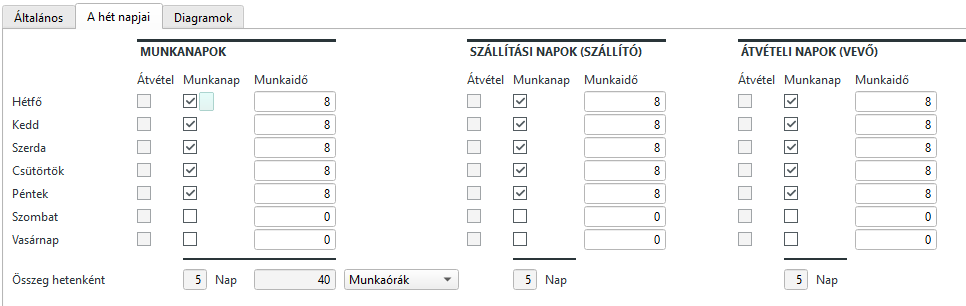 Általános A hét napjai Diagramok
MUNKANAPOK SZÁLLÍTÁSI NAPOK (SZÁLLÍTÓ) ÁTVÉTELI NAPOK (VEVŐ)
Átvétel Munkanap Munkaidő Átvétel Munkanap Munkaidő Átvétel Munkanap Munkaidő
Hétfő 8 8 8
Kedd 8 8 8
Szerda 8 8 8
Csütörtök 8 8 8
Péntek 8 8 8
Szombat 0 0 0
Vasárnap 0 0 0
Összeg hetenként 5 Nap 40 Munkaórák 5 Nap 5 Nap